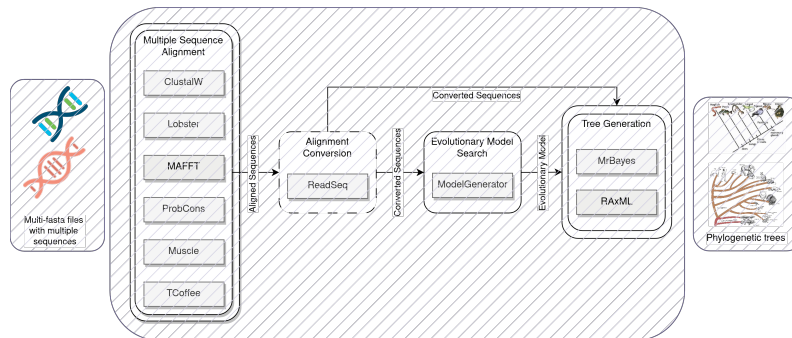 Multi-fasta files
with multiple
sequences
Multiple Sequence
Alignment
ClustalW
Lobster
MAFFT
ProbCons
Muscle
TCoffee
Aligned Sequences
Alignment
Conversion
ReadSeq
Converted Sequences
Converted Sequences
Evolutionary Model
Search
ModelGenerator
Evolutionary Model
Tree Generation
MrBayes
RAxML
Phylogenetic trees